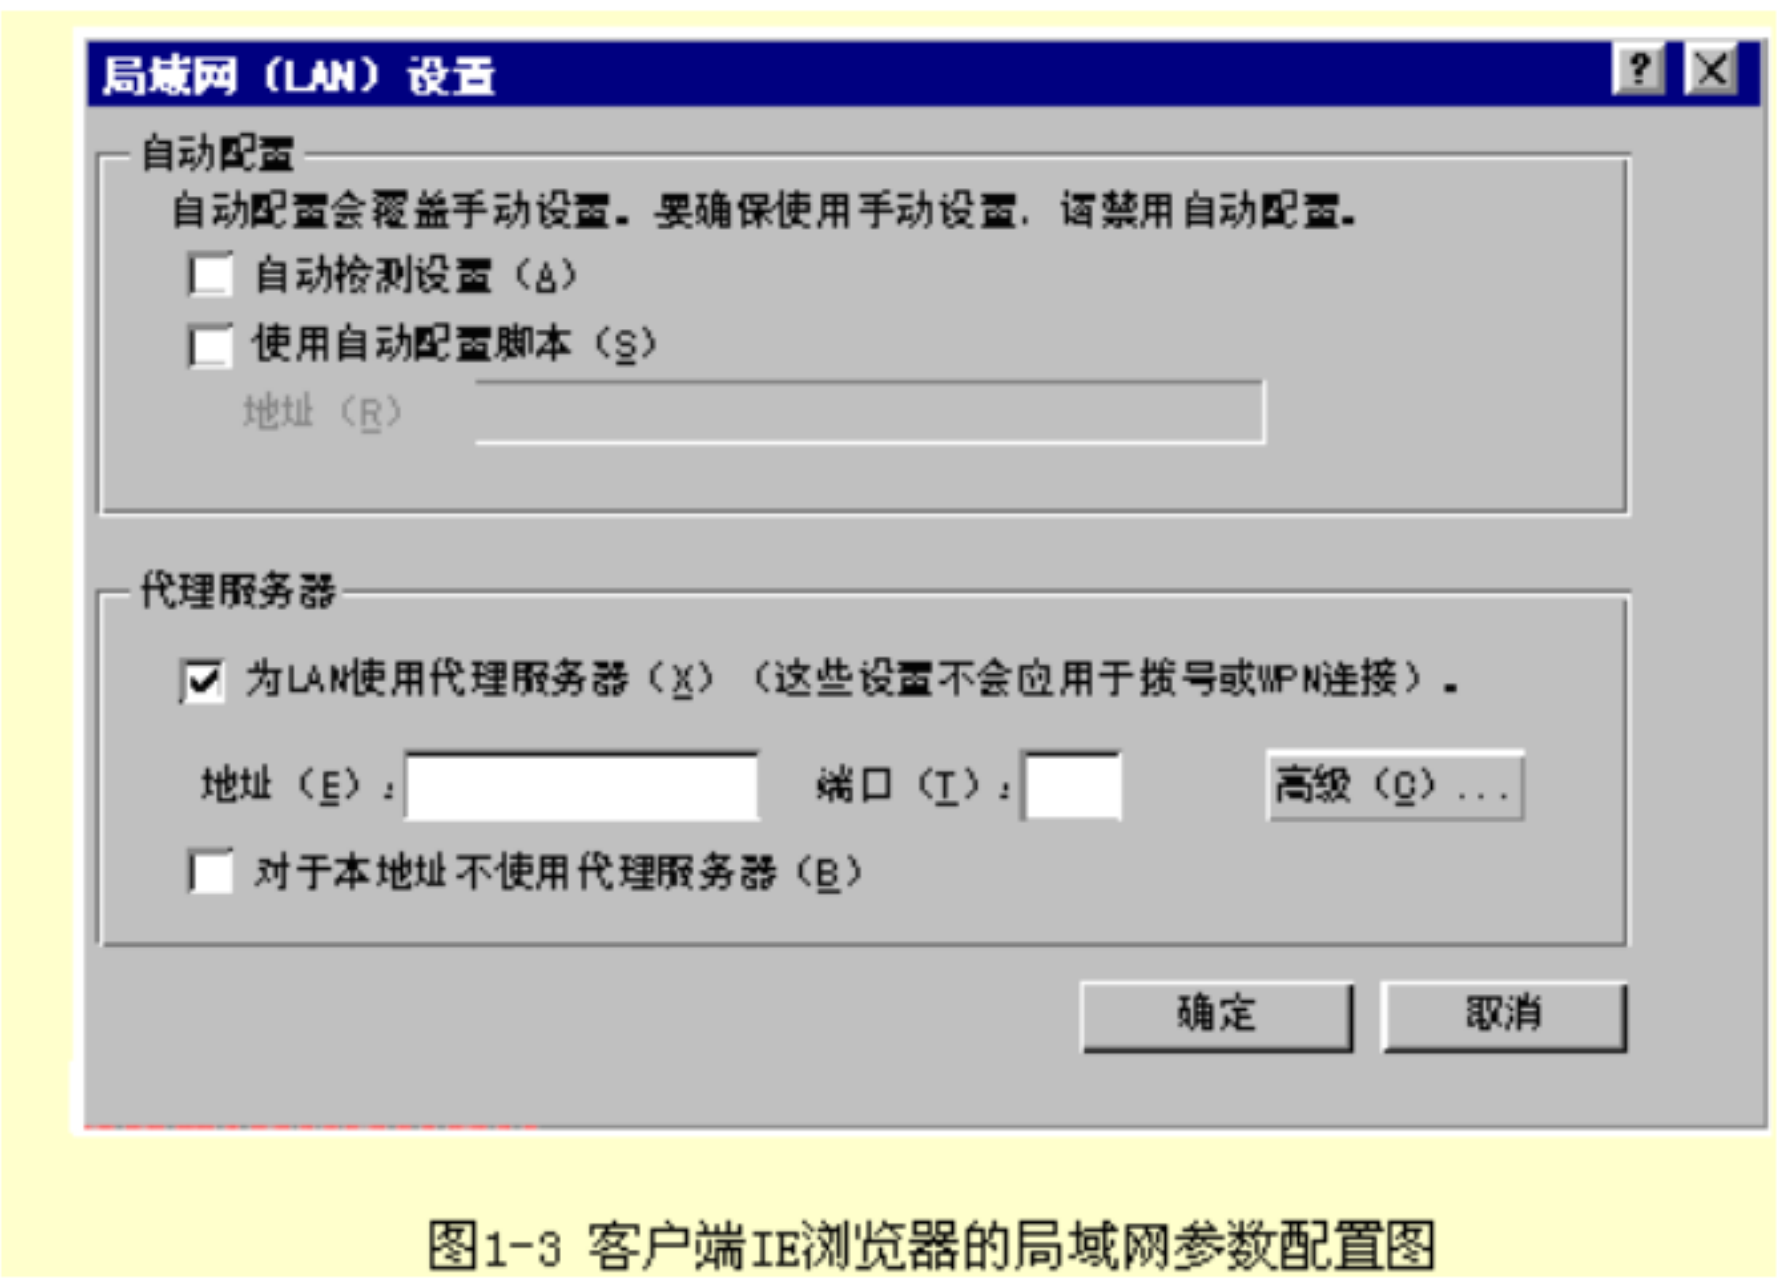 局域网（LAN）设置
? X
自动配置
自动配置会覆盖手动设置。要确保使用手动设置，请禁用自动配置。
自动检测设置（A）
使用自动配置脚本（S）
地址（R）
代理服务器
为LAN使用代理服务器（X）（这些设置不会应用于拨号或WPN连接）。
地址（E）： 端口（T）： 高级（C）...
对于本地址不使用代理服务器（B）
确定 取消
图1-3 客户端IE浏览器的局域网参数配置图